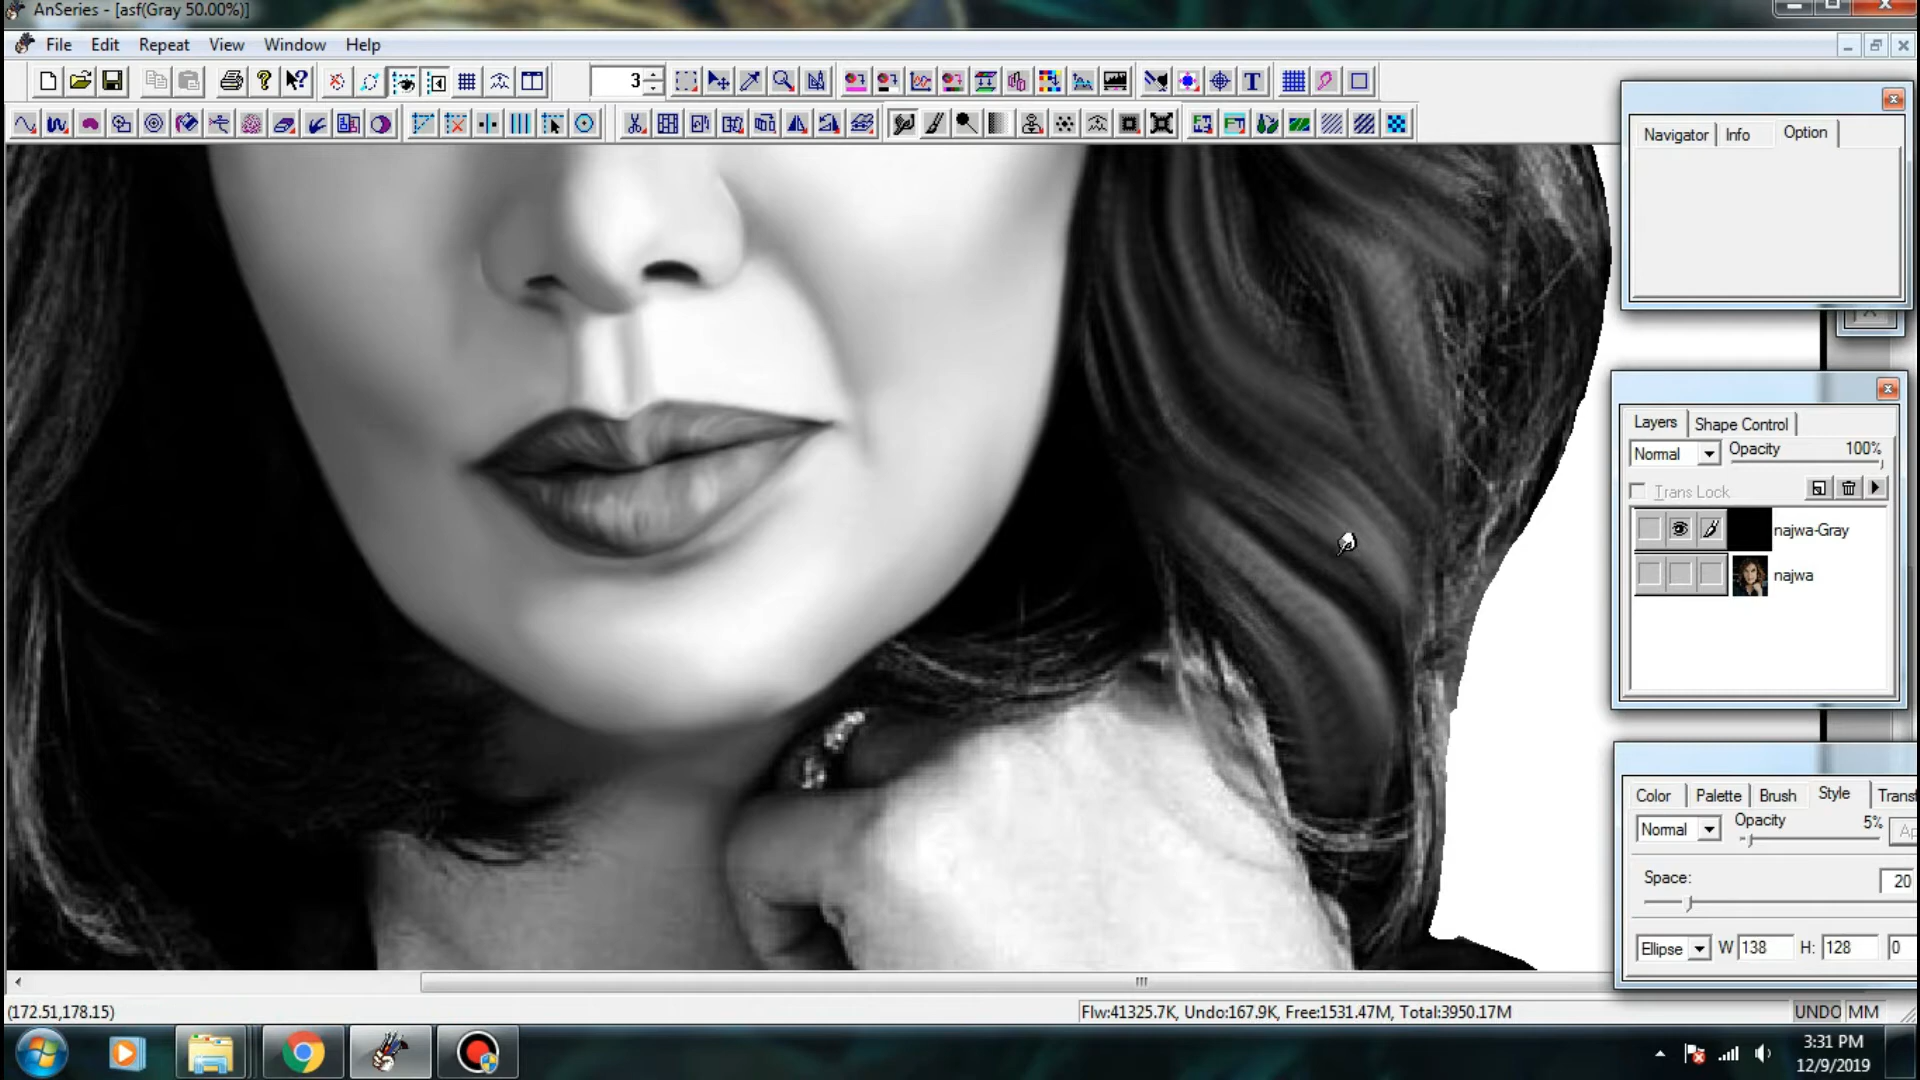 AnSeries - [asf(Gray 50.00%)]
File Edit Repeat View Window Help
3
Navigator Info Option
Layers Shape Control
Normal Opacity 100%
Trans Lock
najwa-Gray
najwa
Color Palette Brush Style Transf
Normal Opacity 5% Ap
Space: 20
Ellipse W 138 H: 128 0
(172.51,178.15) Flw:41325.7K, Undo:167.9K, Free:1531.47M, Total:3950.17M UNDO MM
3:31 PM
12/9/2019